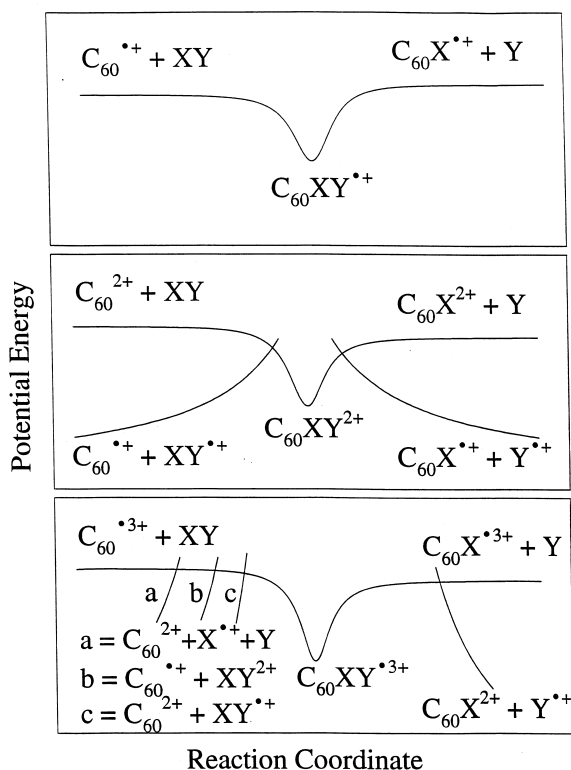 C60•+ + XY
C60X•+ + Y
C60XY•+
C602+ + XY
C60X2+ + Y
C60XY2+
C60•+ + XY•+
C60X•+ + Y•+
C60•3+ + XY
C60X•3+ + Y
a b c
a = C602++X•++Y
b = C60•+ + XY2+
c = C602+ + XY•+
C60XY•3+
C60X2+ + Y•+
Potential Energy
Reaction Coordinate